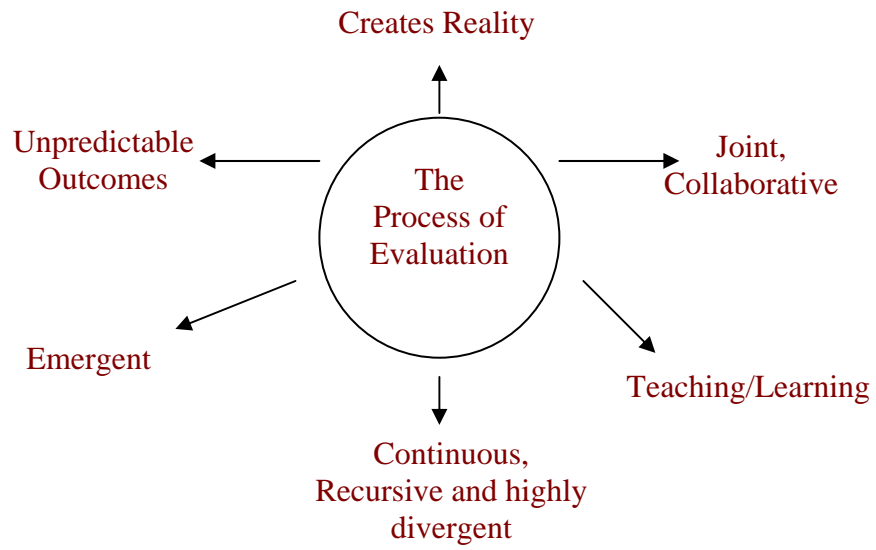 Creates Reality
Unpredictable
Outcomes
The
Process of
Evaluation
Joint,
Collaborative
Emergent
Teaching/Learning
Continuous,
Recursive and highly
divergent